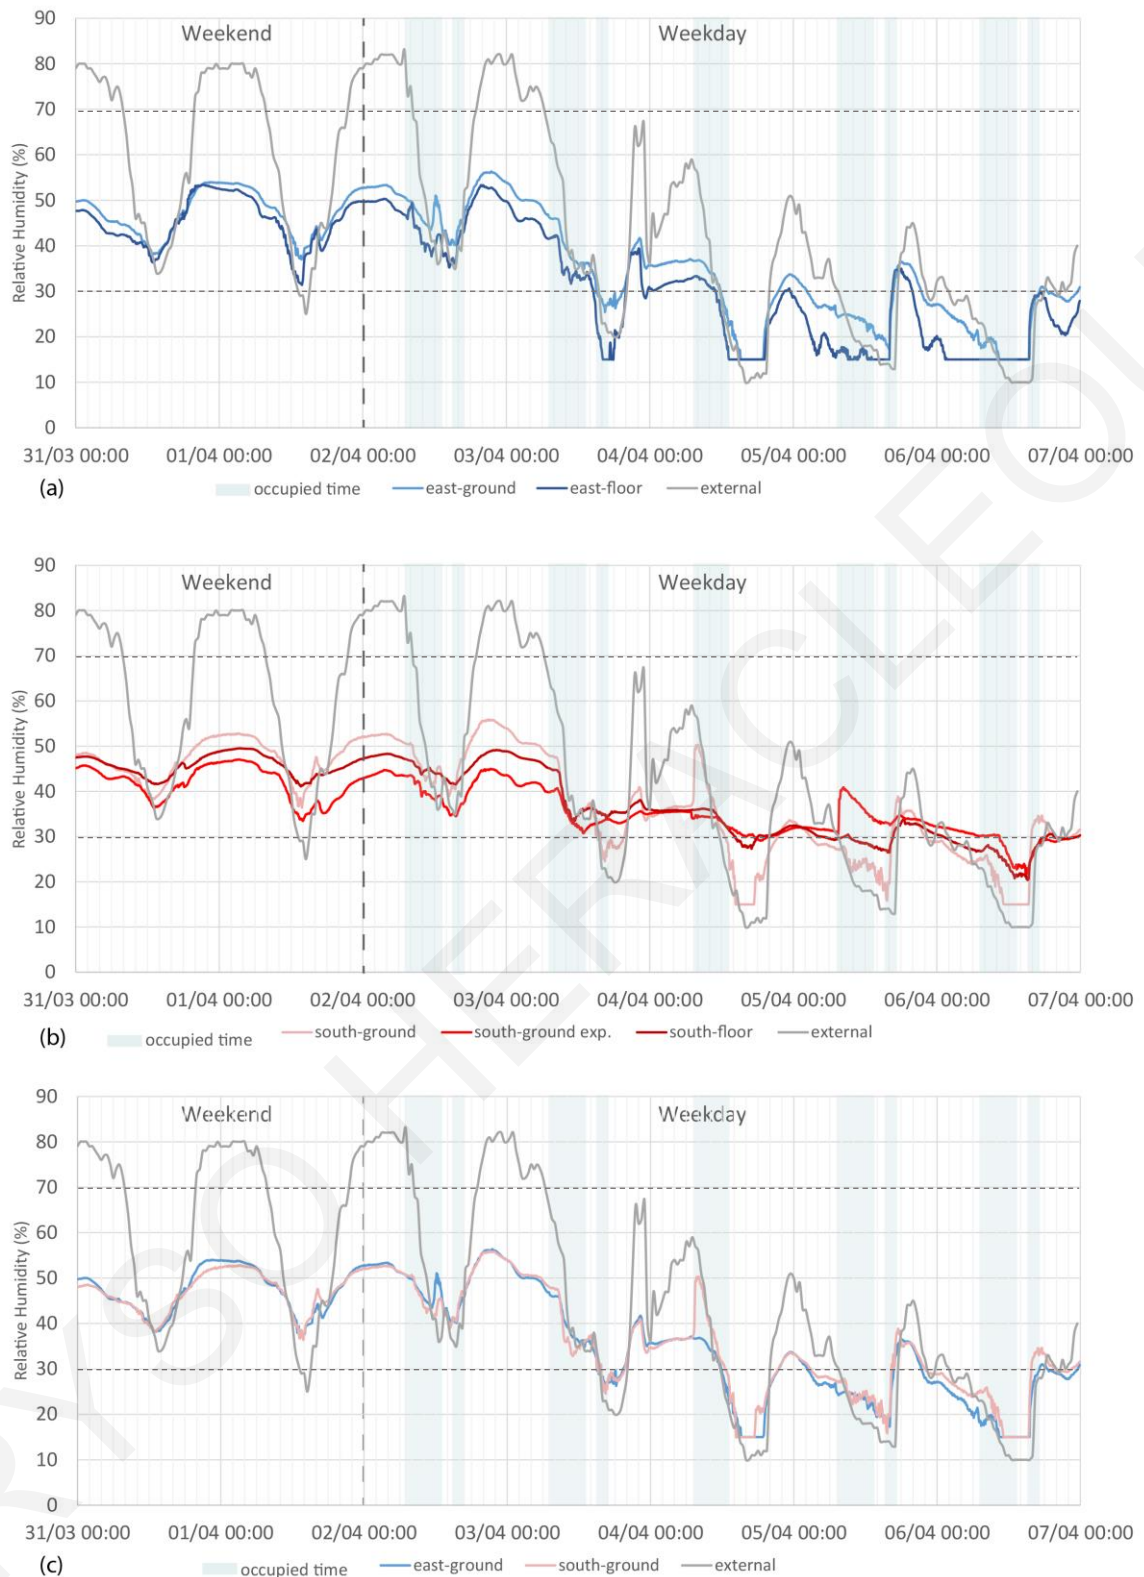 90
Weekend
Weekday
80
70
60
50
40
30
20
10
0
Relative Humidity (%)
31/03 00:00
01/04 00:00
02/04 00:00
03/04 00:00
04/04 00:00
05/04 00:00
06/04 00:00
07/04 00:00
(a)
occupied time
east-ground
east-floor
external
90
Weekend
Weekday
80
70
60
50
40
30
20
10
0
Relative Humidity (%)
31/03 00:00
01/04 00:00
02/04 00:00
03/04 00:00
04/04 00:00
05/04 00:00
06/04 00:00
07/04 00:00
(b)
occupied time
south-ground
south-ground exp.
south-floor
external
90
Weekend
Weekday
80
70
60
50
40
30
20
10
0
Relative Humidity (%)
31/03 00:00
01/04 00:00
02/04 00:00
03/04 00:00
04/04 00:00
05/04 00:00
06/04 00:00
07/04 00:00
(c)
occupied time
east-ground
south-ground
external
RYSO HERACLEO